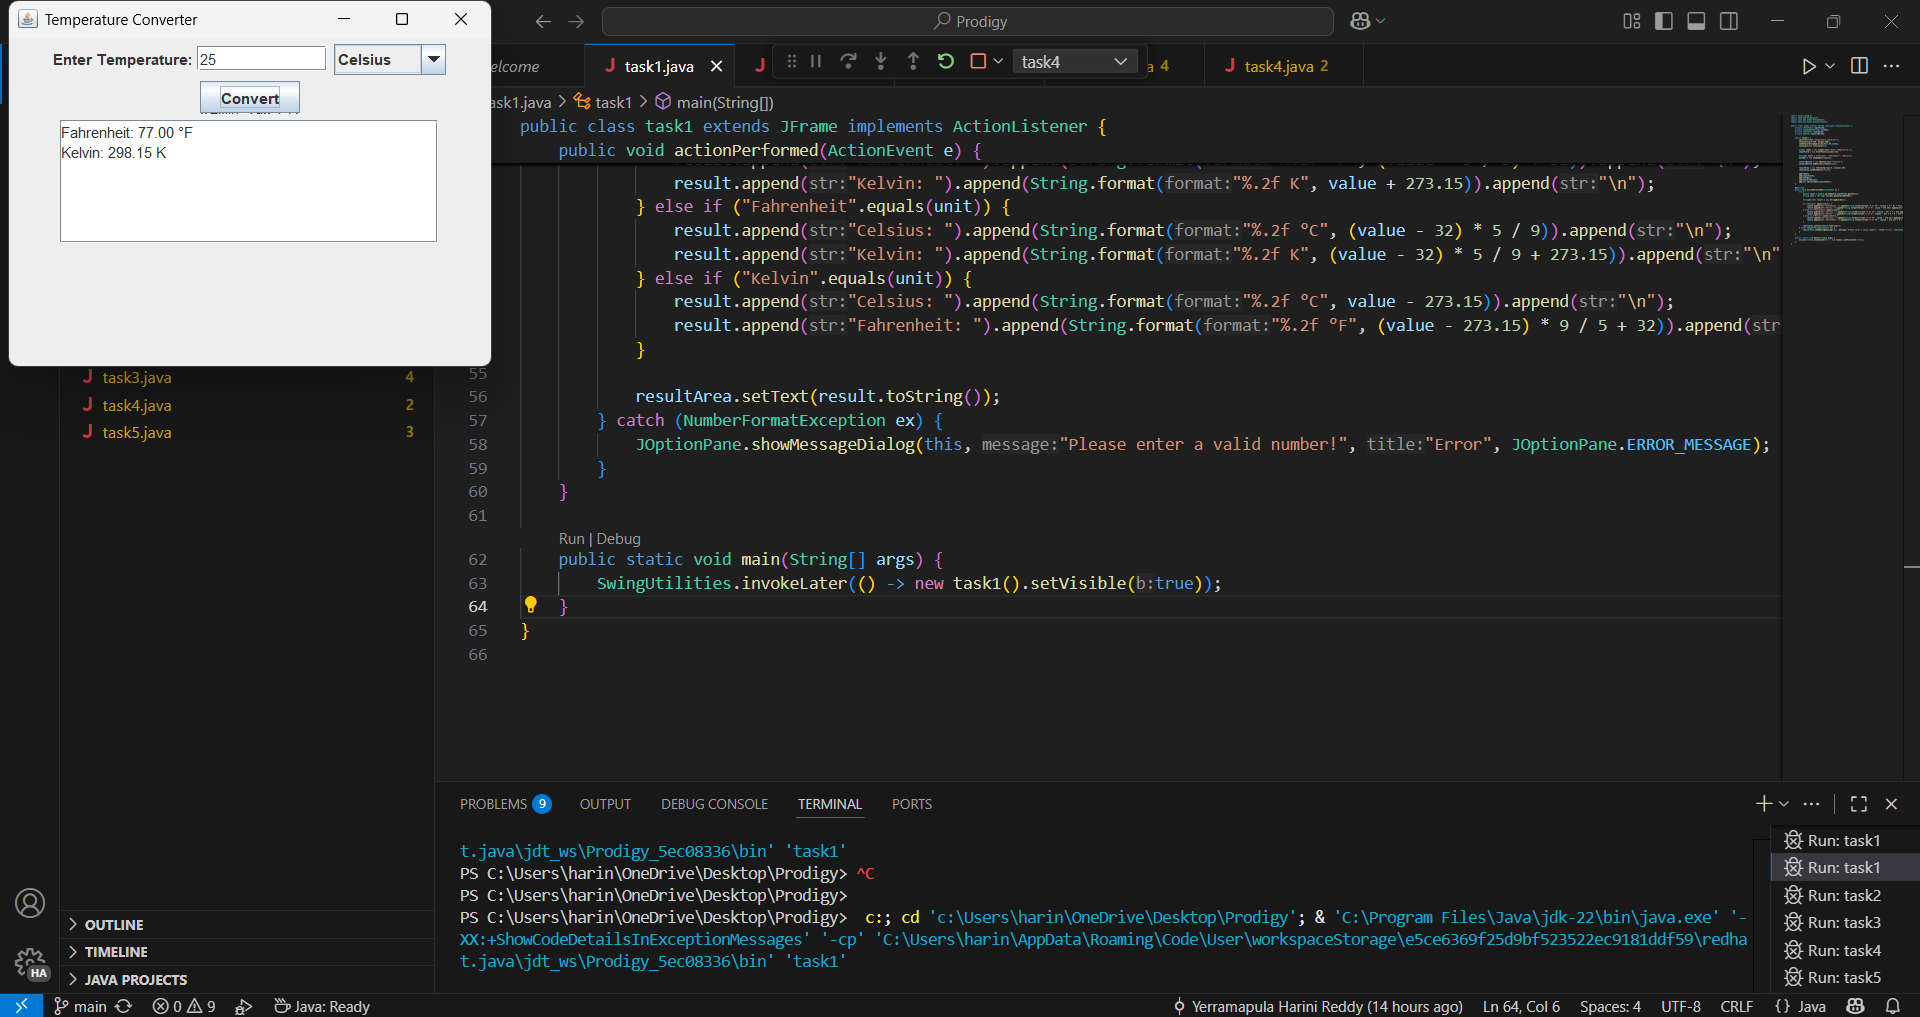 Temperature Converter
Enter Temperature: 25 Celsius
Convert
Fahrenheit: 77.00 °F
Kelvin: 298.15 K
Prodigy
elcome
task1.java
task4
a 4
task4.java 2
ask1.java > task1 > main(String[])
public class task1 extends JFrame implements ActionListener {
public void actionPerformed(ActionEvent e) {
result.append(str:"Kelvin: ").append(String.format(format:"%.2f K", value + 273.15)).append(str:"\n");
} else if ("Fahrenheit".equals(unit)) {
result.append(str:"Celsius: ").append(String.format(format:"%.2f °C", (value - 32) * 5 / 9)).append(str:"\n");
result.append(str:"Kelvin: ").append(String.format(format:"%.2f K", (value - 32) * 5 / 9 + 273.15)).append(str:"\n"
} else if ("Kelvin".equals(unit)) {
result.append(str:"Celsius: ").append(String.format(format:"%.2f °C", value - 273.15)).append(str:"\n");
result.append(str:"Fahrenheit: ").append(String.format(format:"%.2f °F", (value - 273.15) * 9 / 5 + 32)).append(str
}
55
56 resultArea.setText(result.toString());
57 } catch (NumberFormatException ex) {
58 JOptionPane.showMessageDialog(this, message:"Please enter a valid number!", title:"Error", JOptionPane.ERROR_MESSAGE);
59 }
60 }
61
Run | Debug
62 public static void main(String[] args) {
63 SwingUtilities.invokeLater(() -> new task1().setVisible(b:true));
64 }
65 }
66
task3.java 4
task4.java 2
task5.java 3
OUTLINE
TIMELINE
JAVA PROJECTS
HA
PROBLEMS 9 OUTPUT DEBUG CONSOLE TERMINAL PORTS
t.java\jdt_ws\Prodigy_5ec08336\bin' 'task1'
PS C:\Users\harin\OneDrive\Desktop\Prodigy> ^C
PS C:\Users\harin\OneDrive\Desktop\Prodigy>
PS C:\Users\harin\OneDrive\Desktop\Prodigy>  c:; cd 'c:\Users\harin\OneDrive\Desktop\Prodigy'; & 'C:\Program Files\Java\jdk-22\bin\java.exe' '-
XX:+ShowCodeDetailsInExceptionMessages' '-cp' 'C:\Users\harin\AppData\Roaming\Code\User\workspaceStorage\e5ce6369f25d9bf523522ec9181ddf59\redha
t.java\jdt_ws\Prodigy_5ec08336\bin' 'task1'
Run: task1
Run: task1
Run: task2
Run: task3
Run: task4
Run: task5
main 0 9 Java: Ready Yerramapula Harini Reddy (14 hours ago) Ln 64, Col 6 Spaces: 4 UTF-8 CRLF {} Java